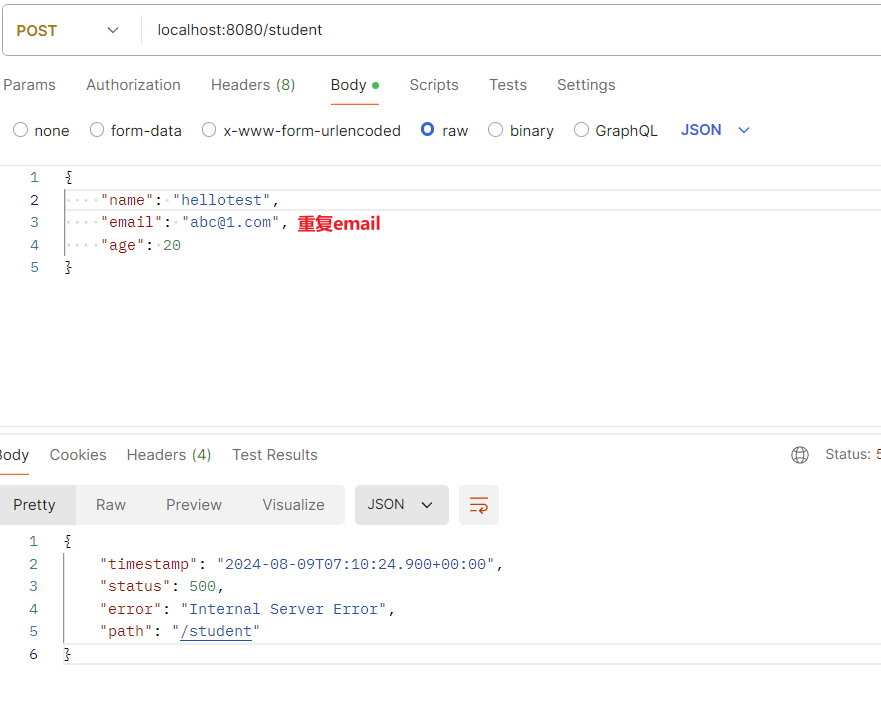 POST localhost:8080/student
Params Authorization Headers (8) Body Scripts Tests Settings
none form-data x-www-form-urlencoded raw binary GraphQL JSON
1 {
2 "name": "hellotest",
3 "email": "abc@1.com", 重复email
4 "age": 20
5 }
Body Cookies Headers (4) Test Results Status: 5
Pretty Raw Preview Visualize JSON
1 {
2 "timestamp": "2024-08-09T07:10:24.900+00:00",
3 "status": 500,
4 "error": "Internal Server Error",
5 "path": "/student"
6 }